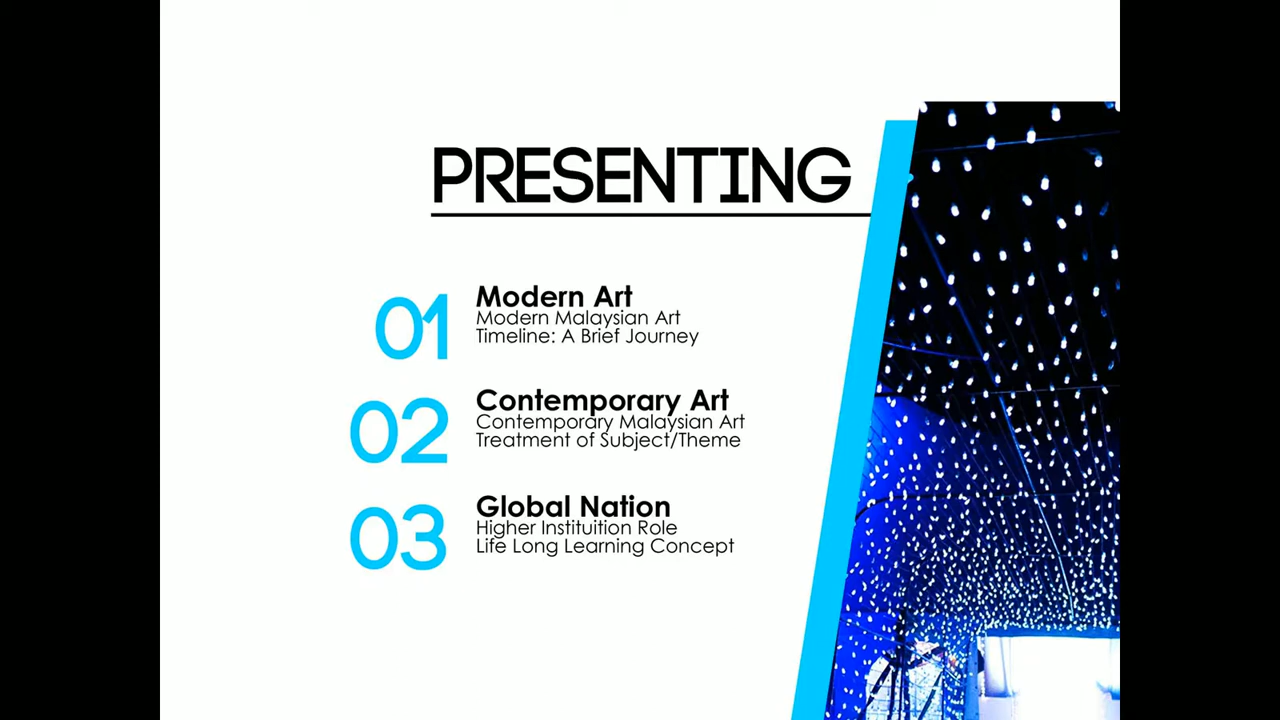 PRESENTING
01
Modern Art
Modern Malaysian Art
Timeline: A Brief Journey
02
Contemporary Art
Contemporary Malaysian Art
Treatment of Subject/Theme
03
Global Nation
Higher Instituition Role
Life Long Learning Concept